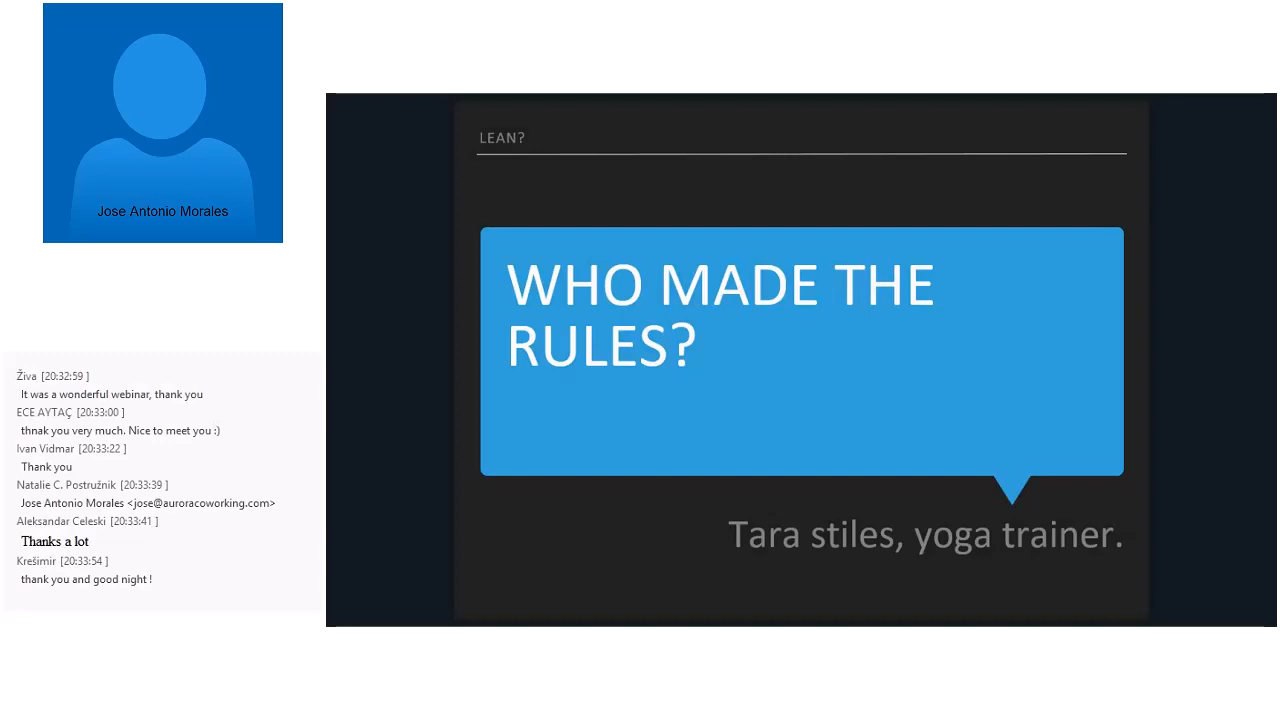 Jose Antonio Morales
Živa [20:32:59 ]
It was a wonderful webinar, thank you
ECE AYTAÇ [20:33:00 ]
thnak you very much. Nice to meet you :)
Ivan Vidmar [20:33:22 ]
Thank you
Natalie C. Postružnik [20:33:39 ]
Jose Antonio Morales <jose@auroracoworking.com>
Aleksandar Celeski [20:33:41 ]
Thanks a lot
Krešimir [20:33:54 ]
thank you and good night !
LEAN?
WHO MADE THE
RULES?
Tara stiles, yoga trainer.